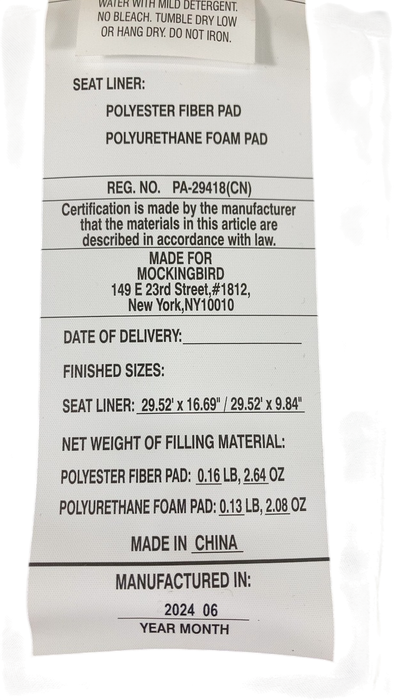 WATER WITH MILD DETERGENT.
NO BLEACH. TUMBLE DRY LOW
OR HANG DRY. DO NOT IRON.
SEAT LINER:
POLYESTER FIBER PAD
POLYURETHANE FOAM PAD
REG. NO. PA-29418(CN)
Certification is made by the manufacturer
that the materials in this article are
described in accordance with law.
MADE FOR
MOCKINGBIRD
149 E 23rd Street,#1812,
New York,NY10010
DATE OF DELIVERY:
FINISHED SIZES:
SEAT LINER: 29.52' x 16.69" / 29.52' x 9.84"
NET WEIGHT OF FILLING MATERIAL:
POLYESTER FIBER PAD: 0.16 LB, 2.64 OZ
POLYURETHANE FOAM PAD: 0.13 LB, 2.08 OZ
MADE IN CHINA
MANUFACTURED IN:
2024 06
YEAR MONTH